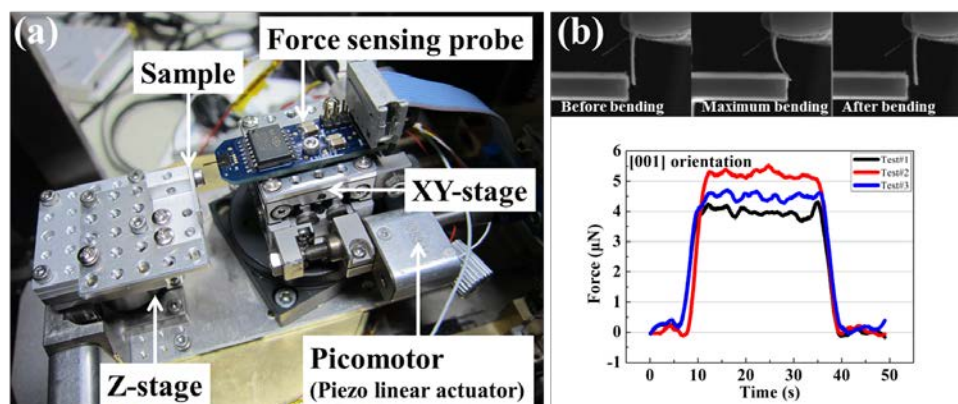 (a)
Force sensing probe
Sample
XY-stage
Picomotor
(Piezo linear actuator)
Z-stage
(b)
Before bending
Maximum bending
After bending
[001] orientation
Test#1
Test#2
Test#3
6
5
4
3
2
1
0
-1
Force (μN)
0 10 20 30 40 50
Time (s)